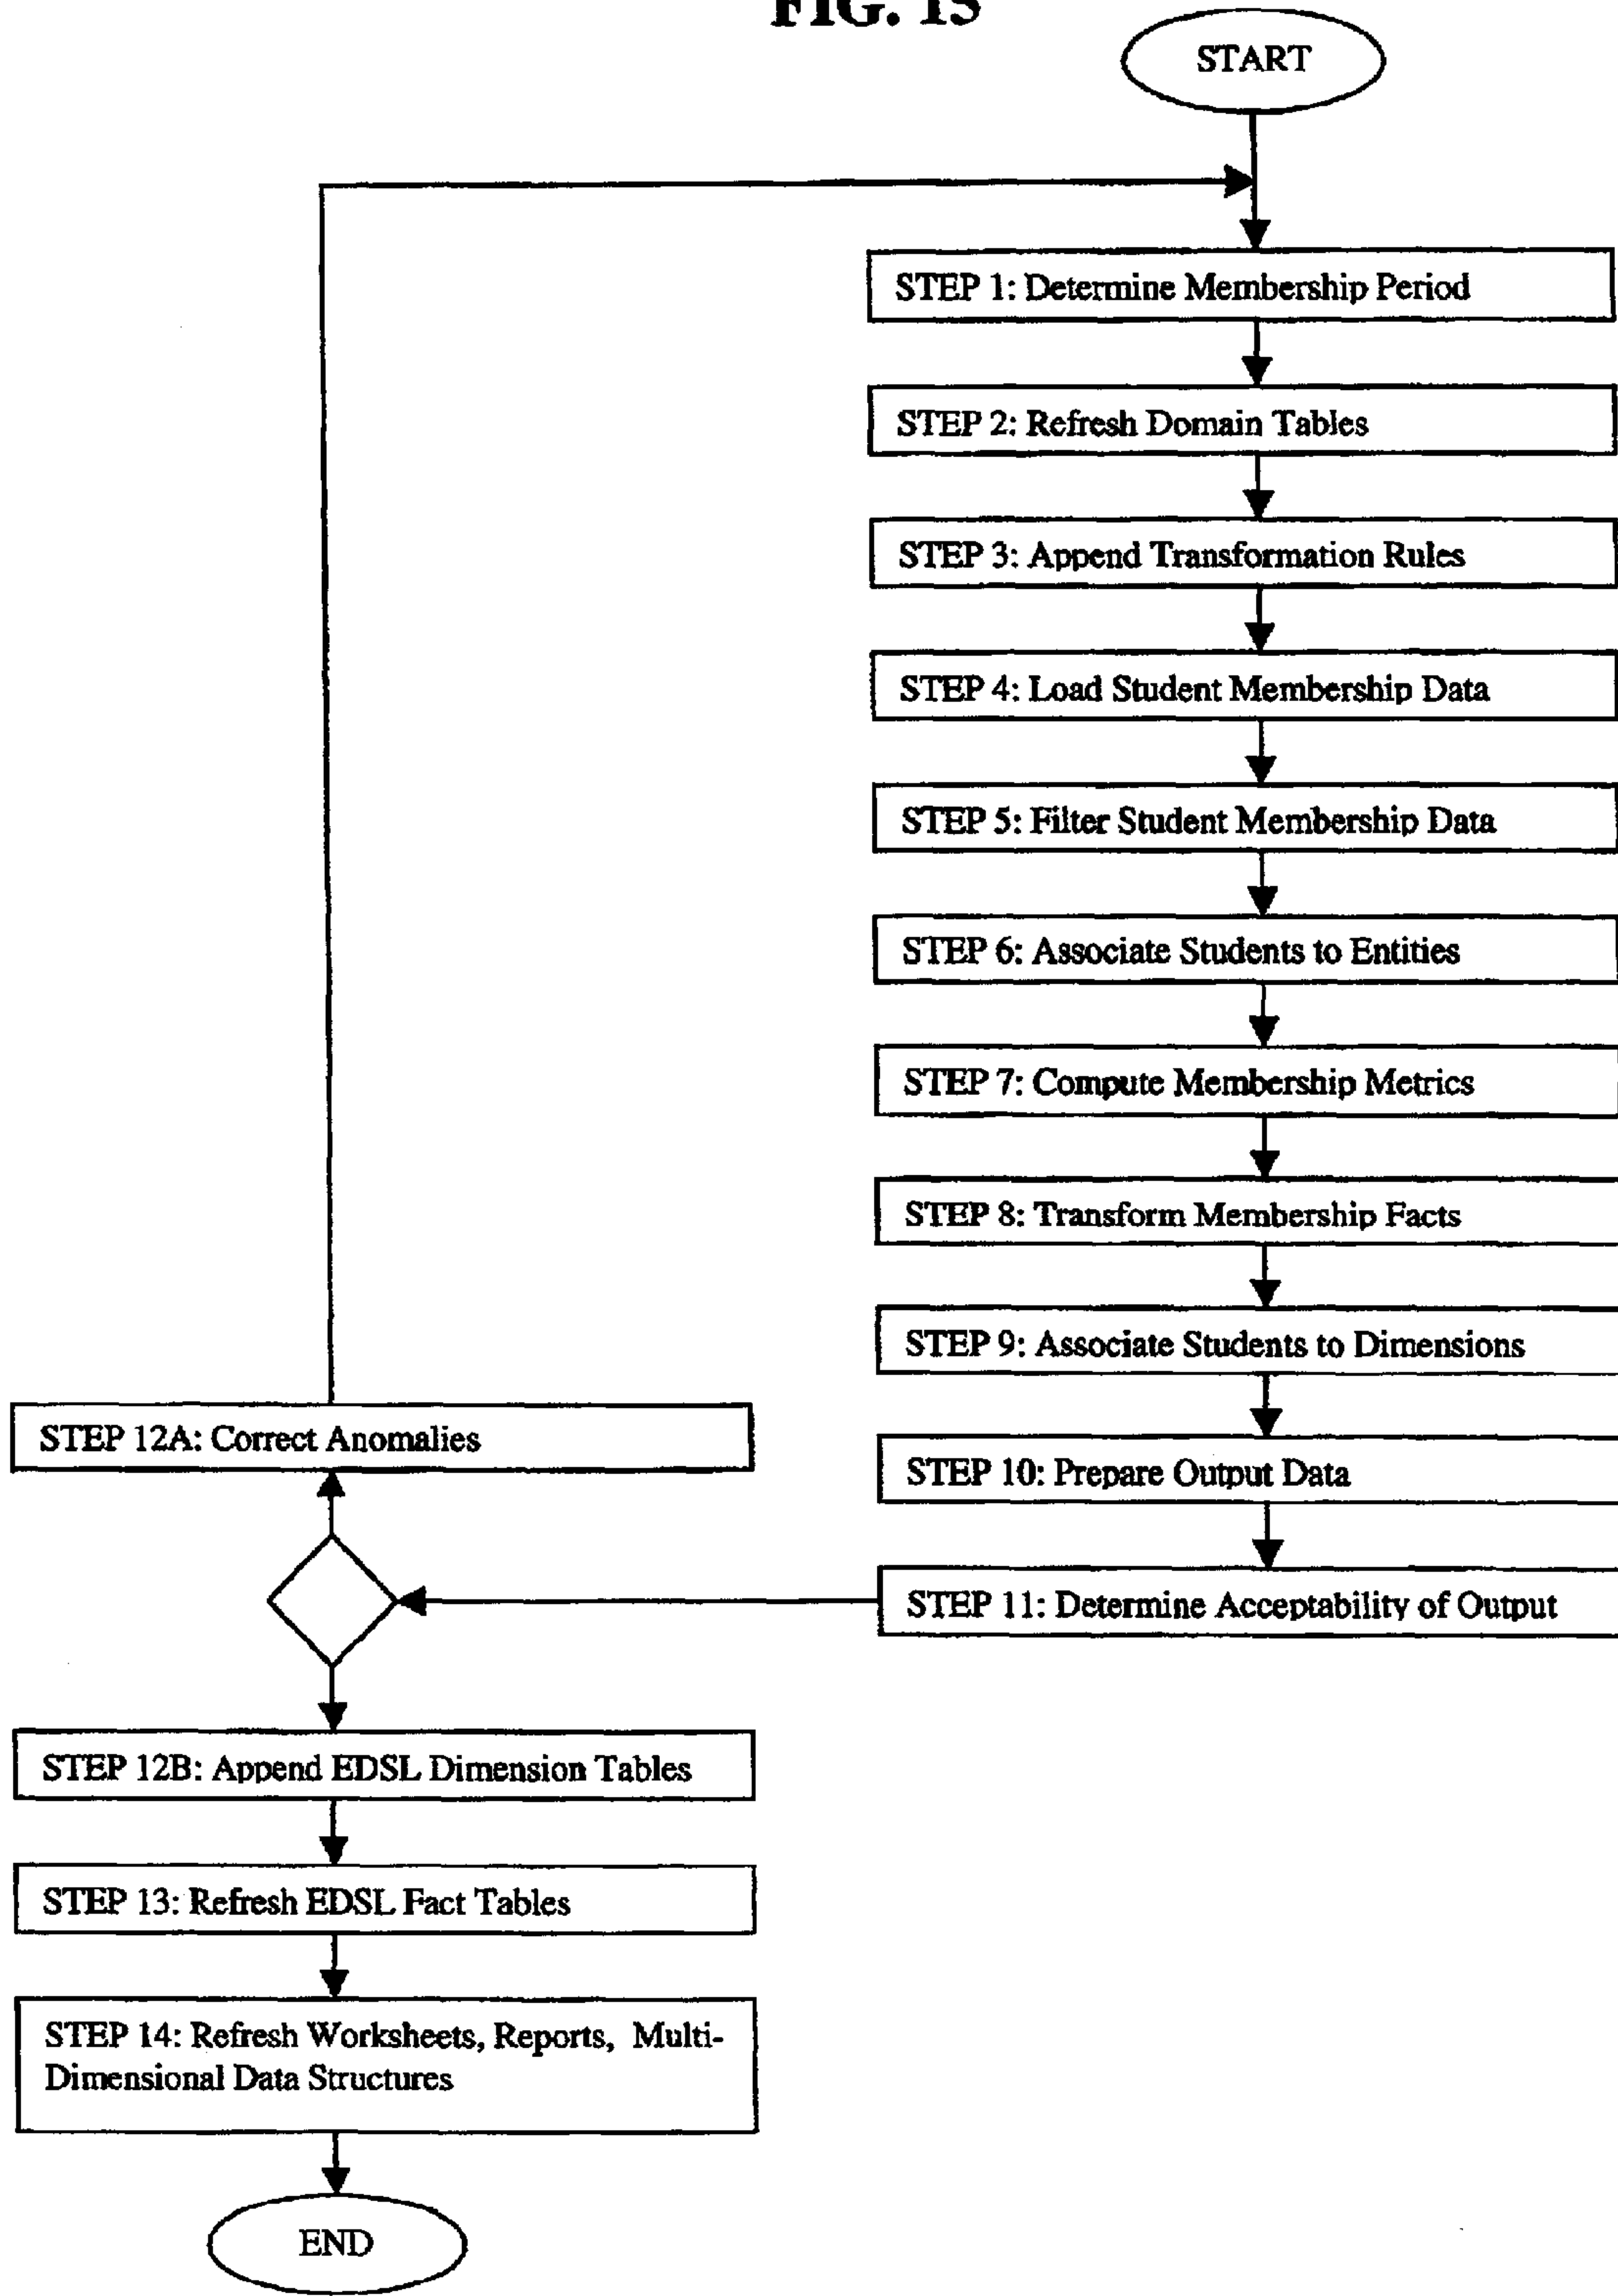 FIG. 15
START
STEP 1: Determine Membership Period
STEP 2: Refresh Domain Tables
STEP 3: Append Transformation Rules
STEP 4: Load Student Membership Data
STEP 5: Filter Student Membership Data
STEP 6: Associate Students to Entities
STEP 7: Compute Membership Metrics
STEP 8: Transform Membership Facts
STEP 9: Associate Students to Dimensions
STEP 10: Prepare Output Data
STEP 11: Determine Acceptability of Output
STEP 12A: Correct Anomalies
STEP 12B: Append EDSL Dimension Tables
STEP 13: Refresh EDSL Fact Tables
STEP 14: Refresh Worksheets, Reports, Multi-
Dimensional Data Structures
END